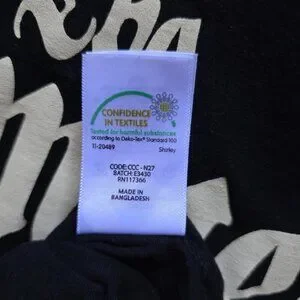 CONFIDENCE
IN TEXTILES
Tested for harmful substances
according to Oeko-Tex® Standard 100
11-20489 Shirley
CODE:CCC - N27
BATCH: E3430
RN117366
MADE IN
BANGLADESH